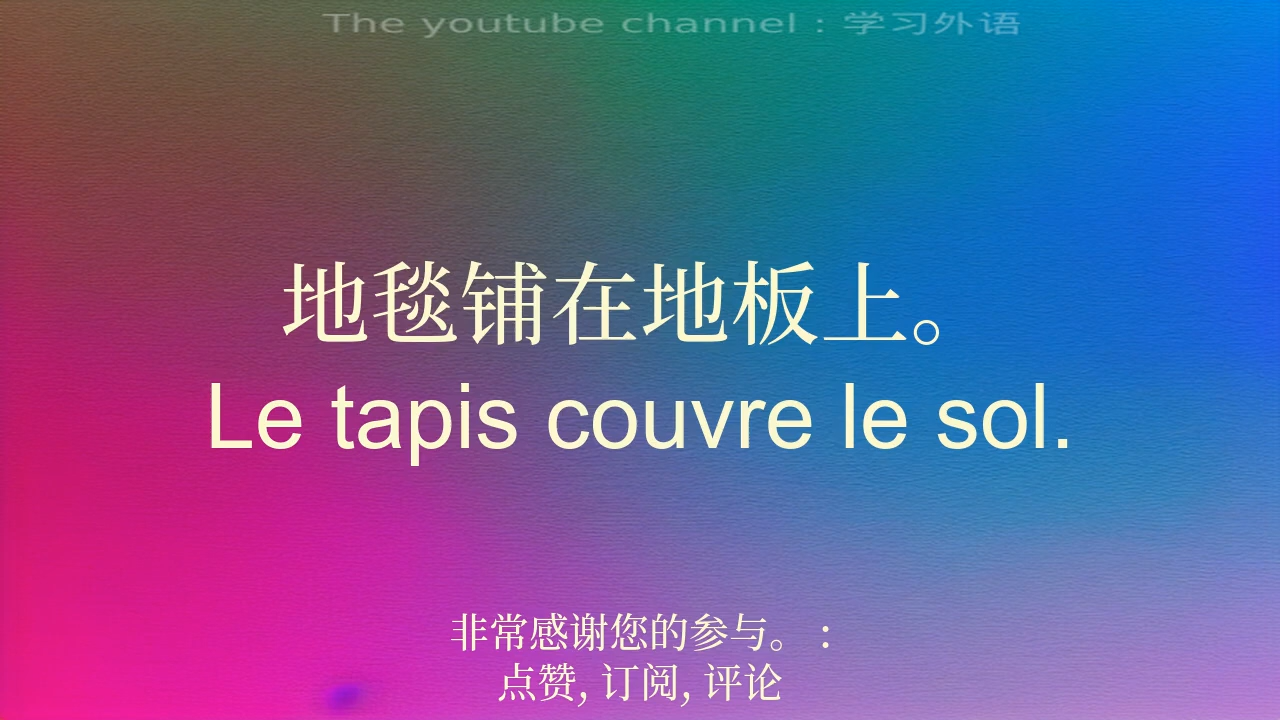 The youtube channel : 学习外语
地毯铺在地板上。
Le tapis couvre le sol.
非常感谢您的参与。 :
点赞, 订阅, 评论